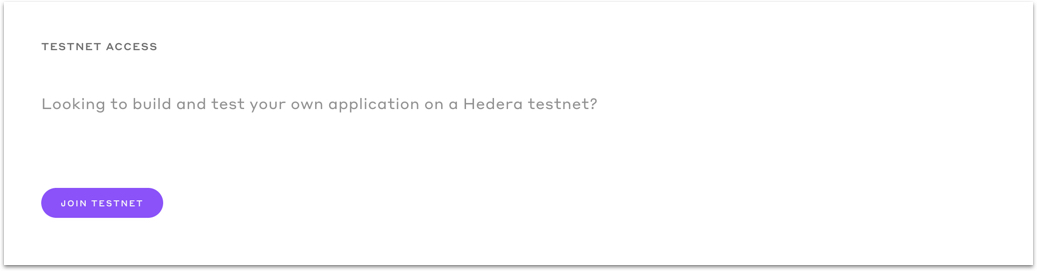 TESTNET ACCESS
Looking to build and test your own application on a Hedera testnet?
JOIN TESTNET